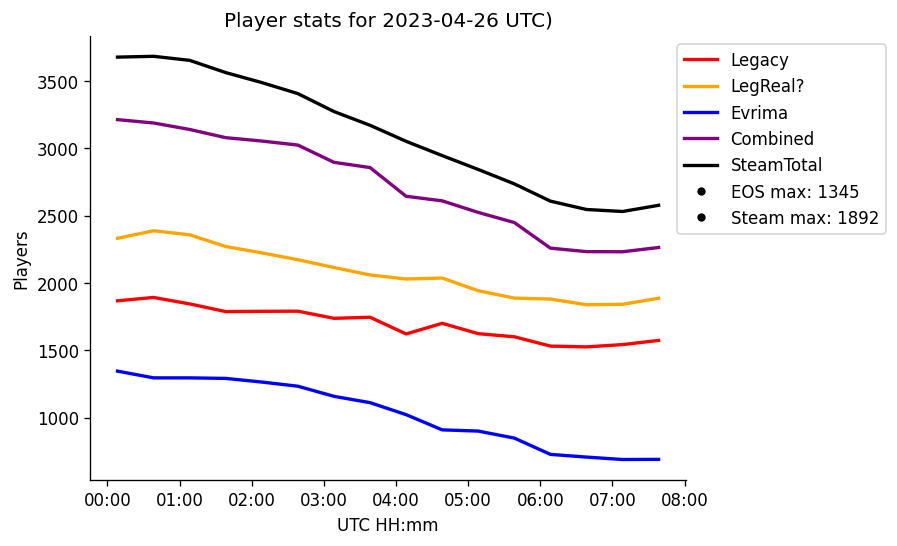 Player stats for 2023-04-26 UTC)
Players
3500
3000
2500
2000
1500
1000
00:00 01:00 02:00 03:00 04:00 05:00 06:00 07:00 08:00
UTC HH:mm
Legacy
LegReal?
Evrima
Combined
SteamTotal
EOS max: 1345
Steam max: 1892